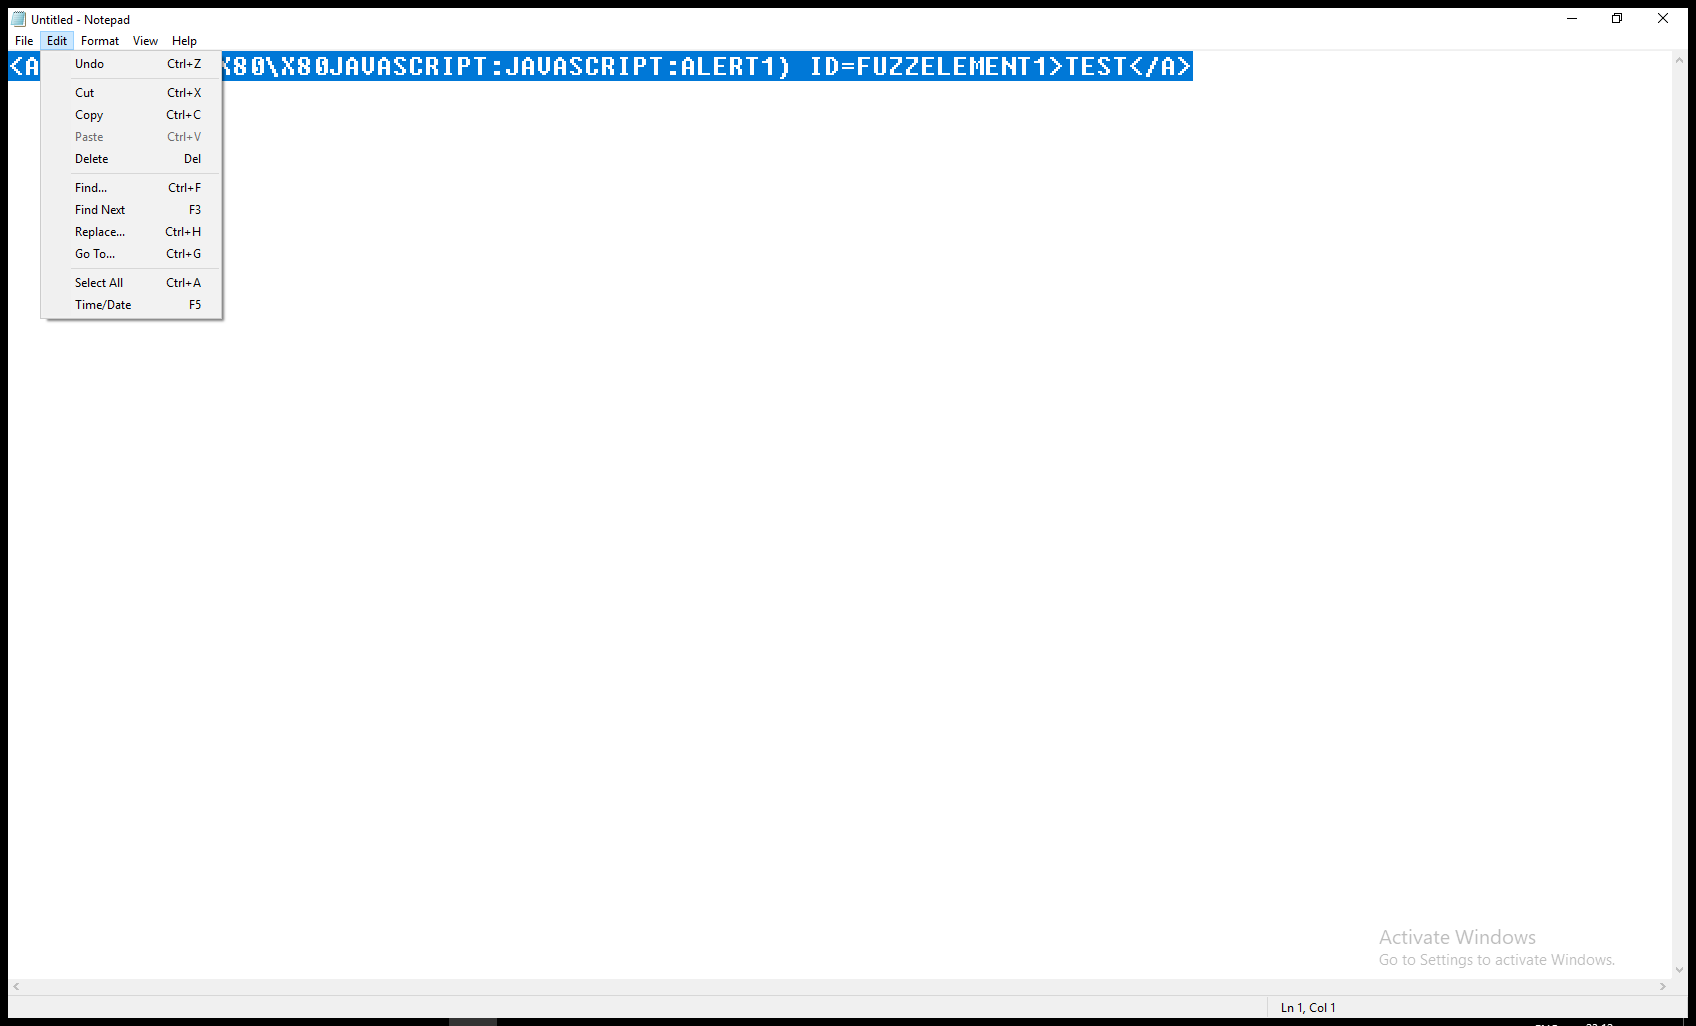 Untitled - Notepad
File Edit Format View Help
<A X80\X80JAVASCRIPT:JAVASCRIPT:ALERT1) ID=FUZZELEMENT1>TEST</A>
Undo Ctrl+Z
Cut Ctrl+X
Copy Ctrl+C
Paste Ctrl+V
Delete Del
Find... Ctrl+F
Find Next F3
Replace... Ctrl+H
Go To... Ctrl+G
Select All Ctrl+A
Time/Date F5
Activate Windows
Go to Settings to activate Windows.
Ln 1, Col 1